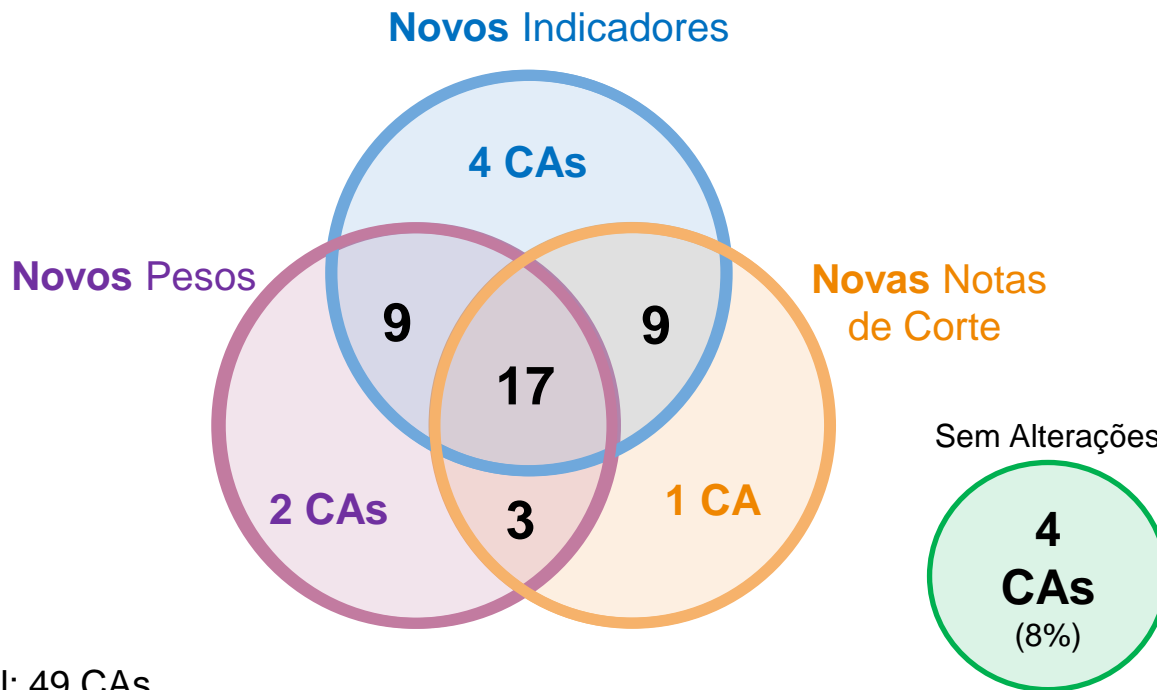 Novos Indicadores
4 CAs
Novos Pesos
Novas Notas
de Corte
9
9
17
2 CAs
3
1 CA
Sem Alterações
4
CAs
(8%)
49 CAs